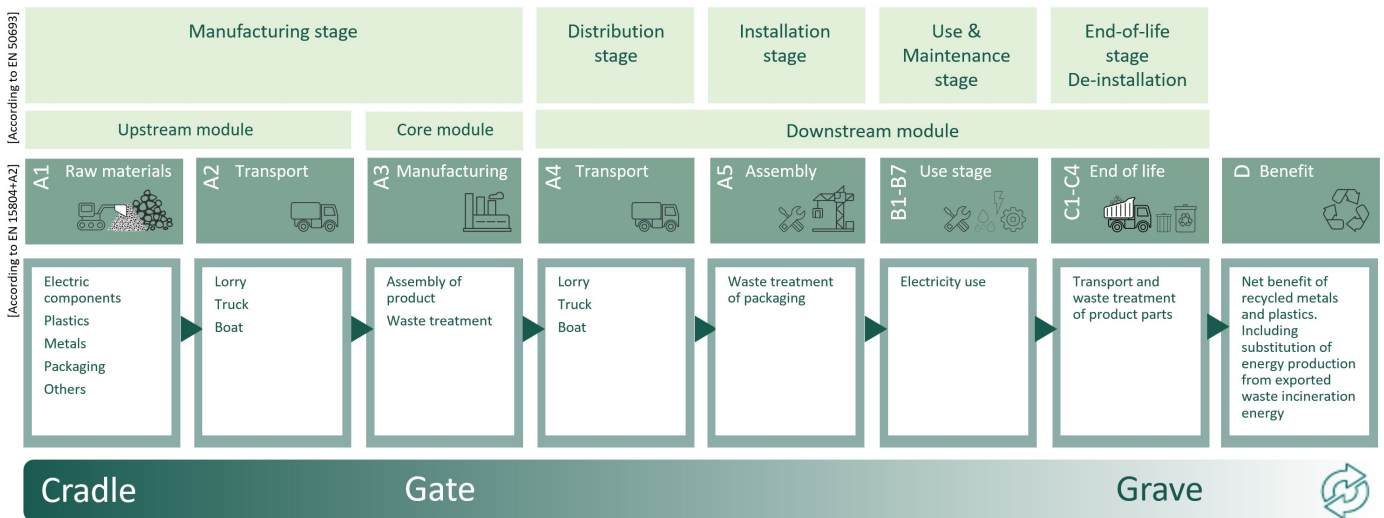 [According to EN 50693]
Manufacturing stage
Distribution
stage
Installation
stage
Use &
Maintenance
stage
End-of-life
stage
De-installation
Upstream module
Core module
Downstream module
[According to EN 15804+A2]
A1 Raw materials
A2 Transport
A3 Manufacturing
A4 Transport
A5 Assembly
B1-B7 Use stage
C1-C4 End of life
D Benefit
Electric
components
Plastics
Metals
Packaging
Others
Lorry
Truck
Boat
Assembly of
product
Waste treatment
Lorry
Truck
Boat
Waste treatment
of packaging
Electricity use
Transport and
waste treatment
of product parts
Net benefit of
recycled metals
and plastics.
Including
substitution of
energy production
from exported
waste incineration
energy
Cradle
Gate
Grave